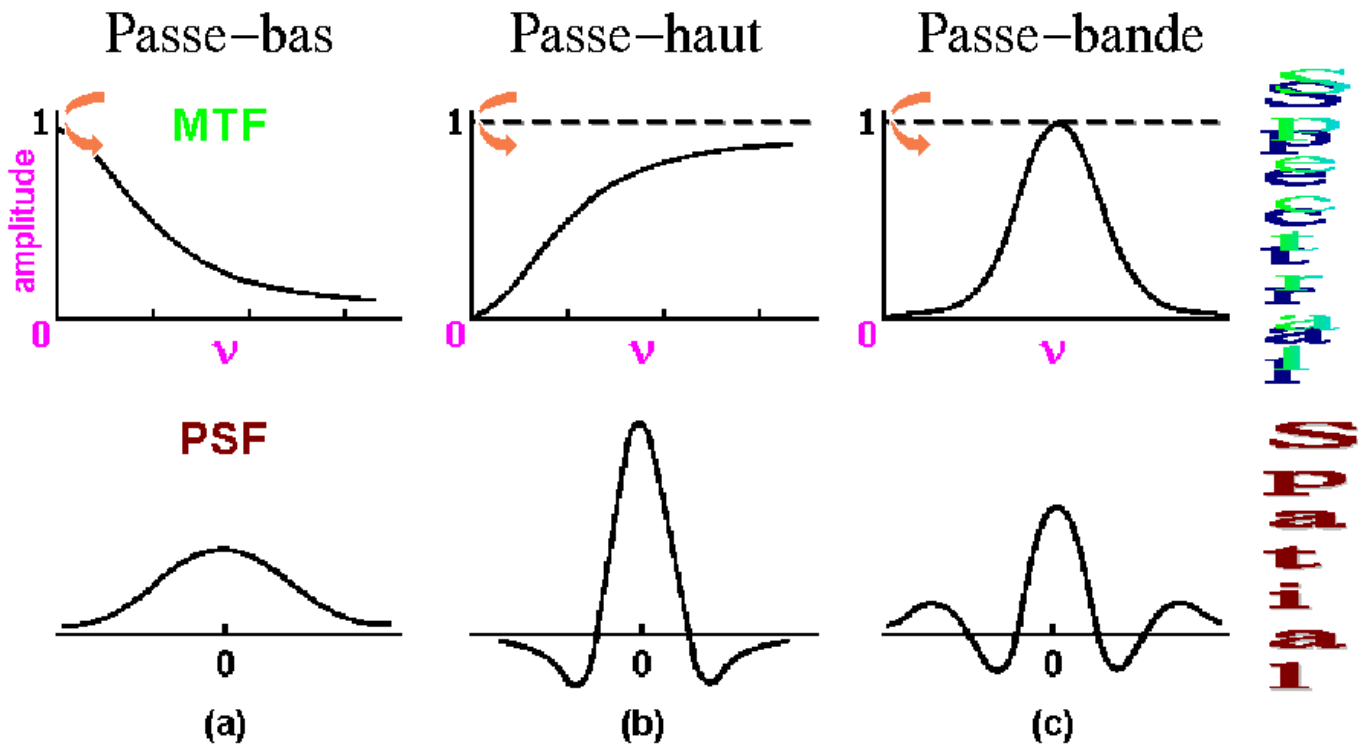 Passe-bas
Passe-haut
Passe-bande
1
MTF
amplitude
0
ν
1
0
ν
1
0
ν
Spectral
PSF
0
0
0
Spatial
(a)
(b)
(c)